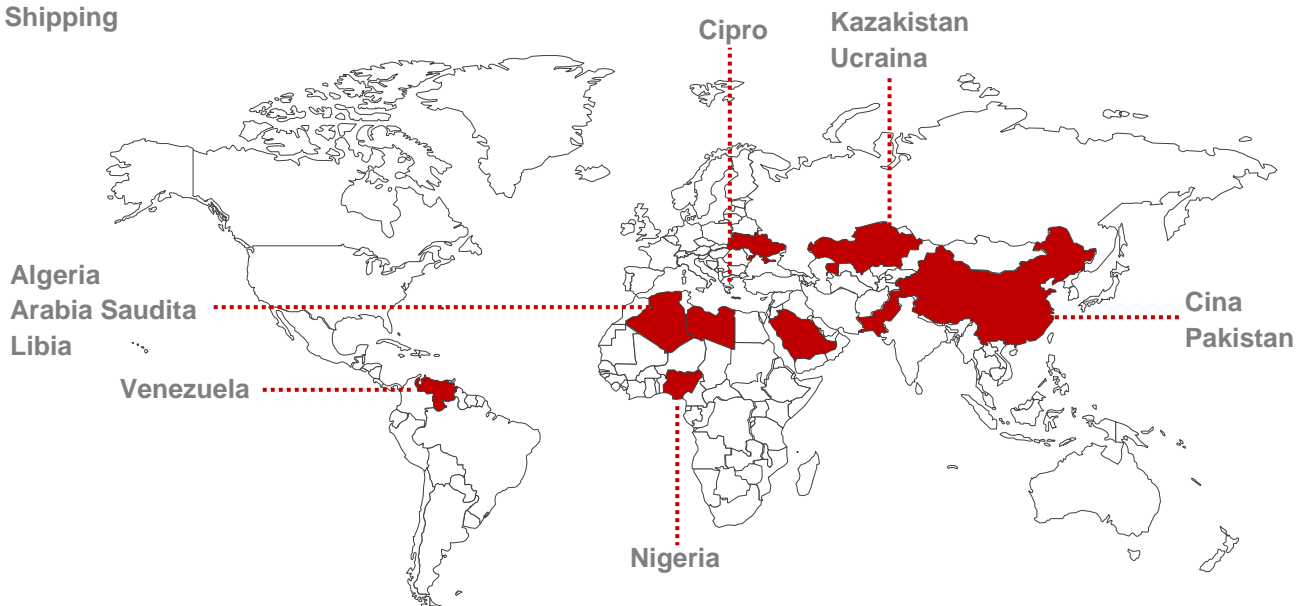 Shipping
Cipro
Kazakistan
Ucraina
Algeria
Arabia Saudita
Libia
Cina
Pakistan
Venezuela
Nigeria